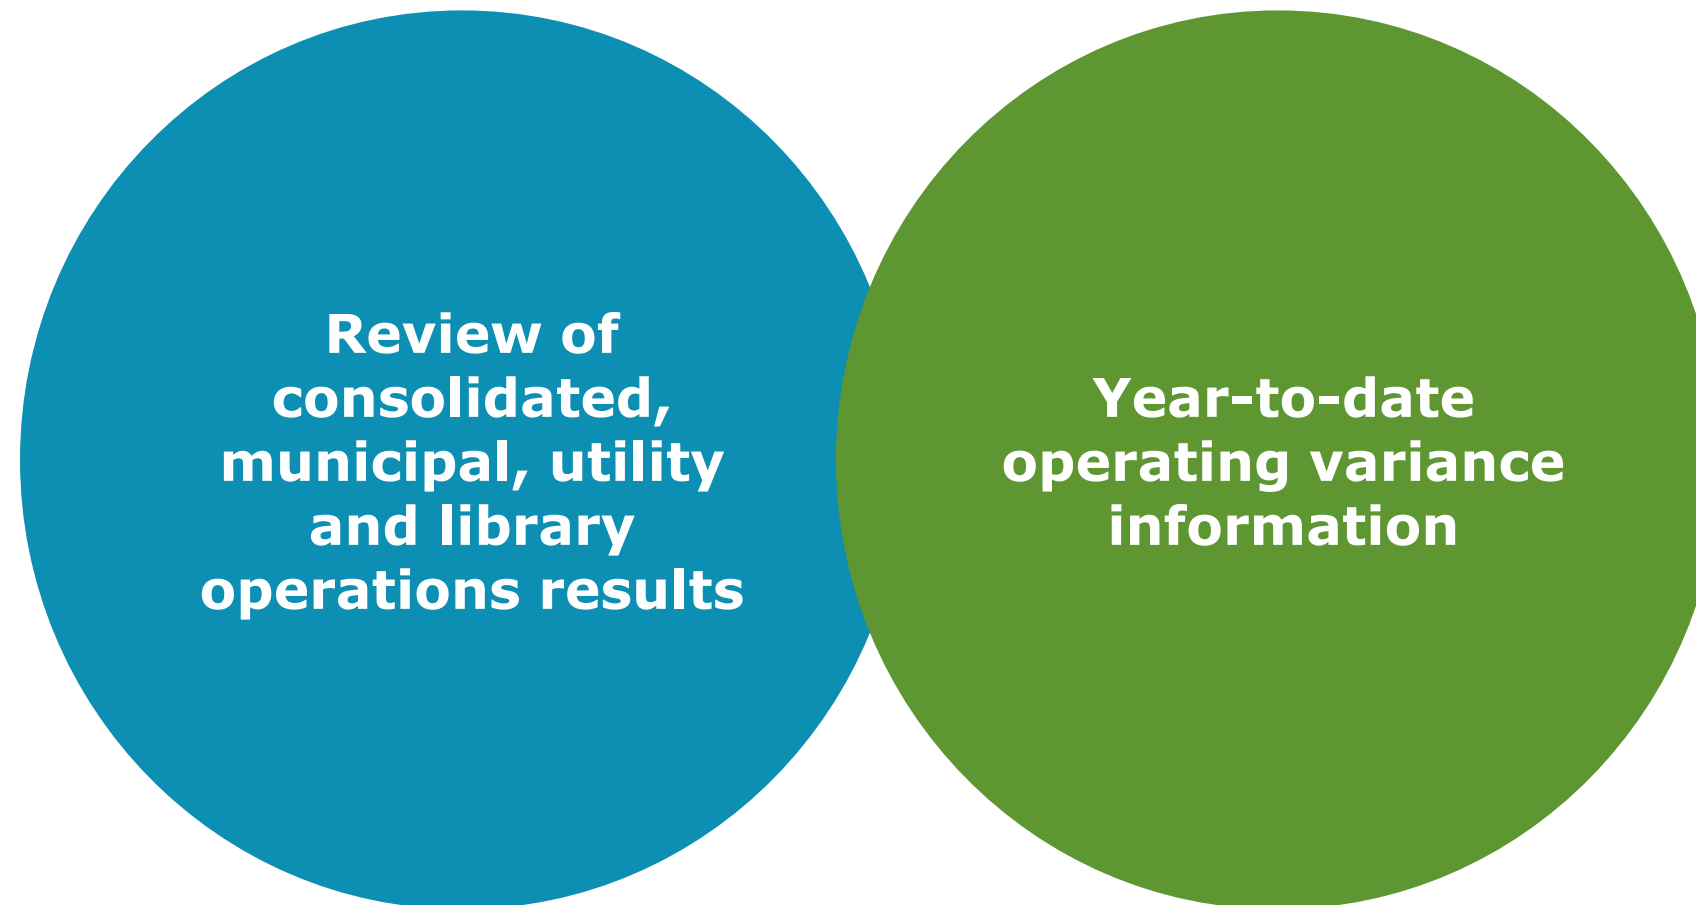 Review of
consolidated,
municipal, utility
and library
operations results
Year-to-date
operating variance
information